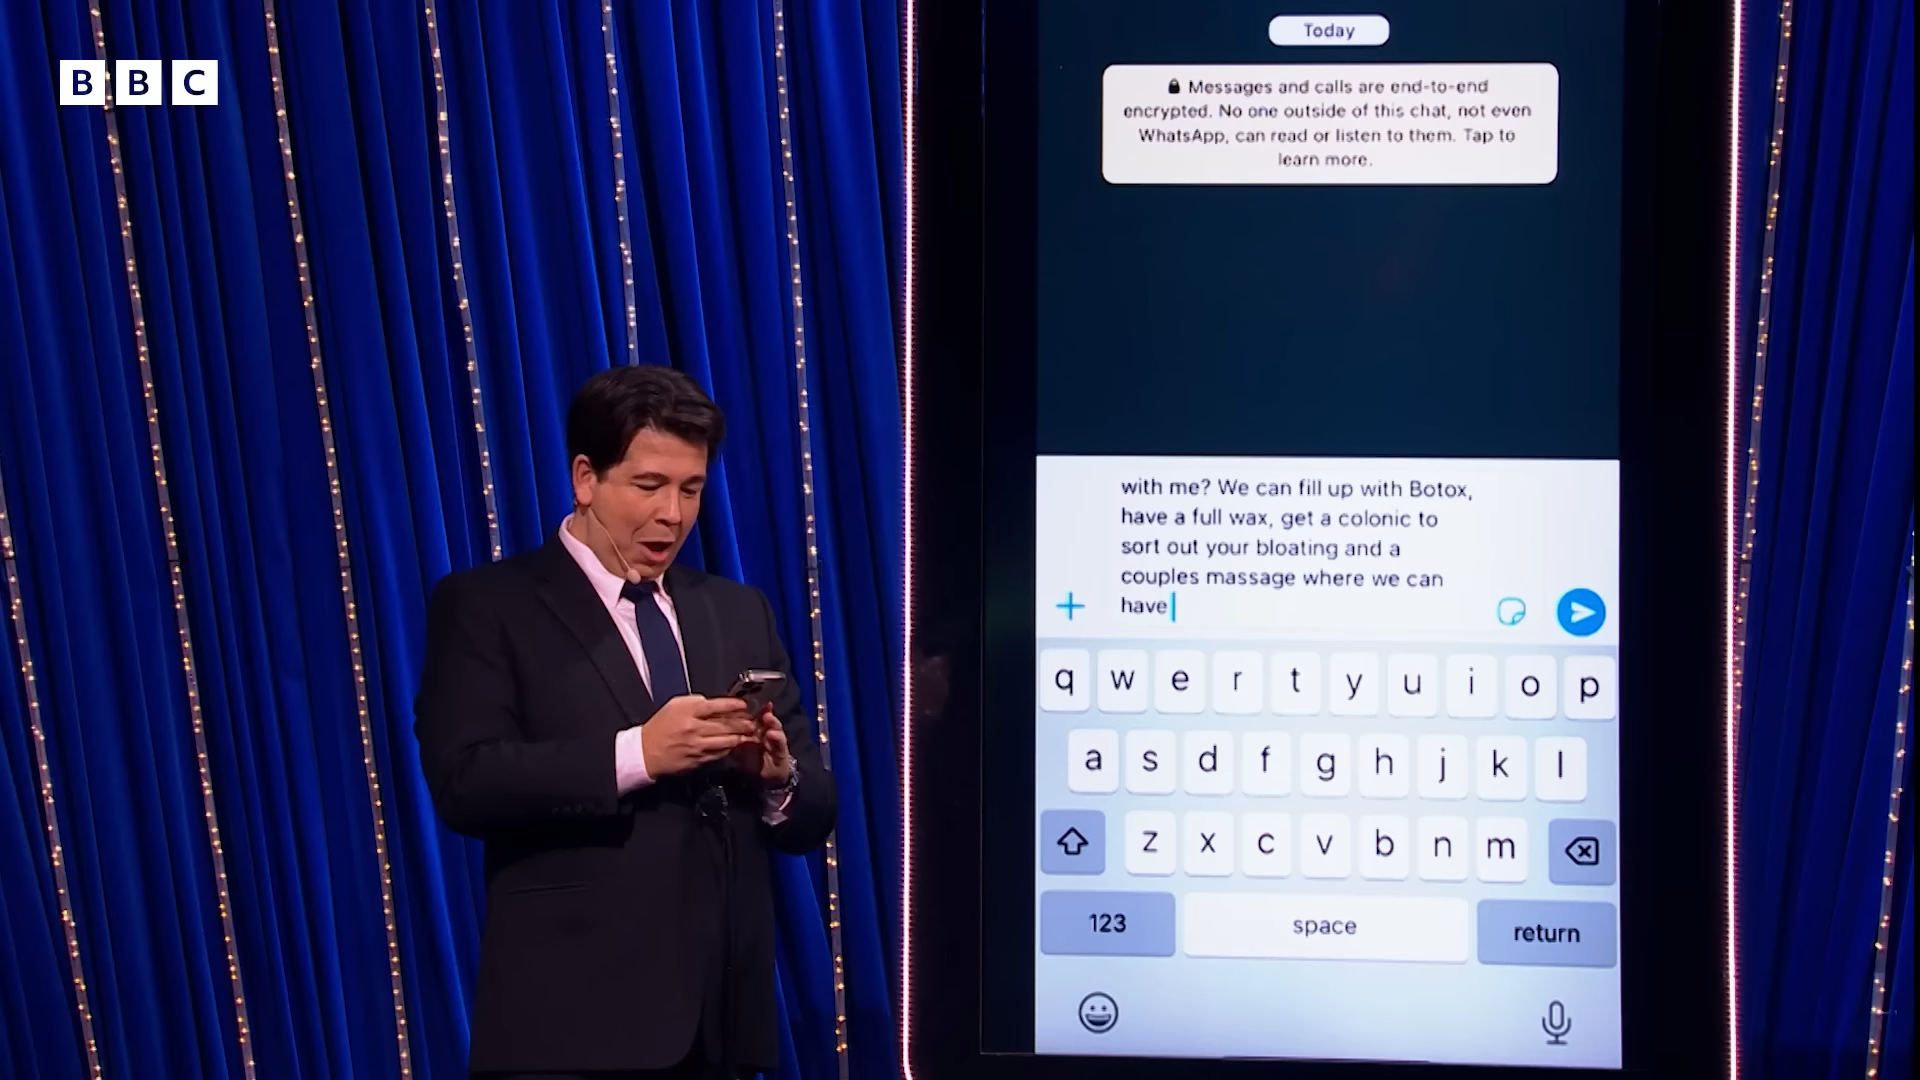 BBC
Today
Messages and calls are end-to-end
encrypted. No one outside of this chat, not even
WhatsApp, can read or listen to them. Tap to
learn more.
with me? We can fill up with Botox,
have a full wax, get a colonic to
sort out your bloating and a
couples massage where we can
have
q w e r t y u i o p
a s d f g h j k l
z x c v b n m
123 space return